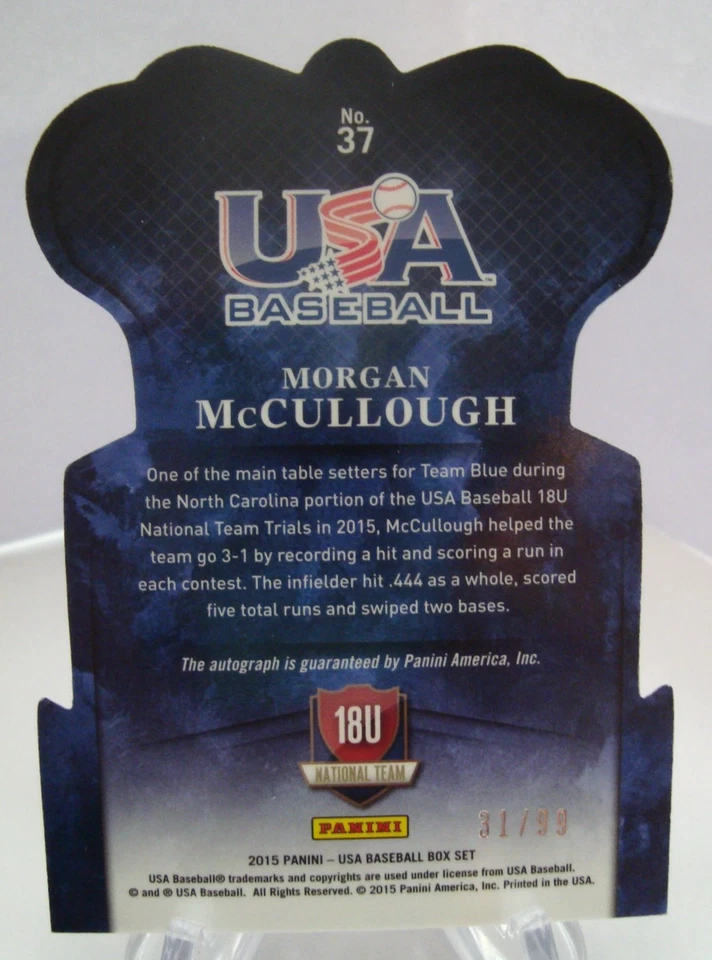 No.
37
USA
BASEBALL
MORGAN
McCULLOUGH
One of the main table setters for Team Blue during
the North Carolina portion of the USA Baseball 18U
National Team Trials in 2015, McCullough helped the
team go 3-1 by recording a hit and scoring a run in
each contest. The infielder hit .444 as a whole, scored
five total runs and swiped two bases.
The autograph is guaranteed by Panini America, Inc.
18U
NATIONAL TEAM
PANINI
31/99
2015 PANINI – USA BASEBALL BOX SET
USA Baseball® trademarks and copyrights are used under license from USA Baseball.
© and ® USA Baseball. All Rights Reserved. © 2015 Panini America, Inc. Printed in the USA.